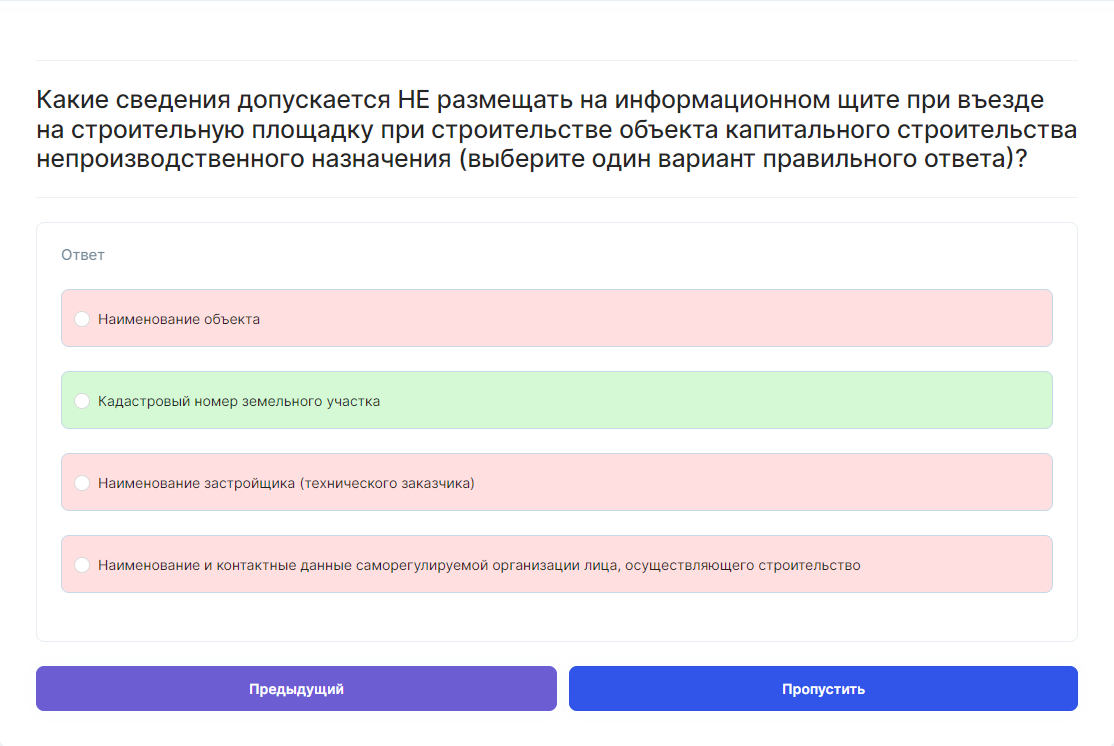 Какие сведения допускается НЕ размещать на информационном щите при въезде
на строительную площадку при строительстве объекта капитального строительства
непроизводственного назначения (выберите один вариант правильного ответа)?
Ответ
Наименование объекта
Кадастровый номер земельного участка
Наименование застройщика (технического заказчика)
Наименование и контактные данные саморегулируемой организации лица, осуществляющего строительство
Предыдущий
Пропустить